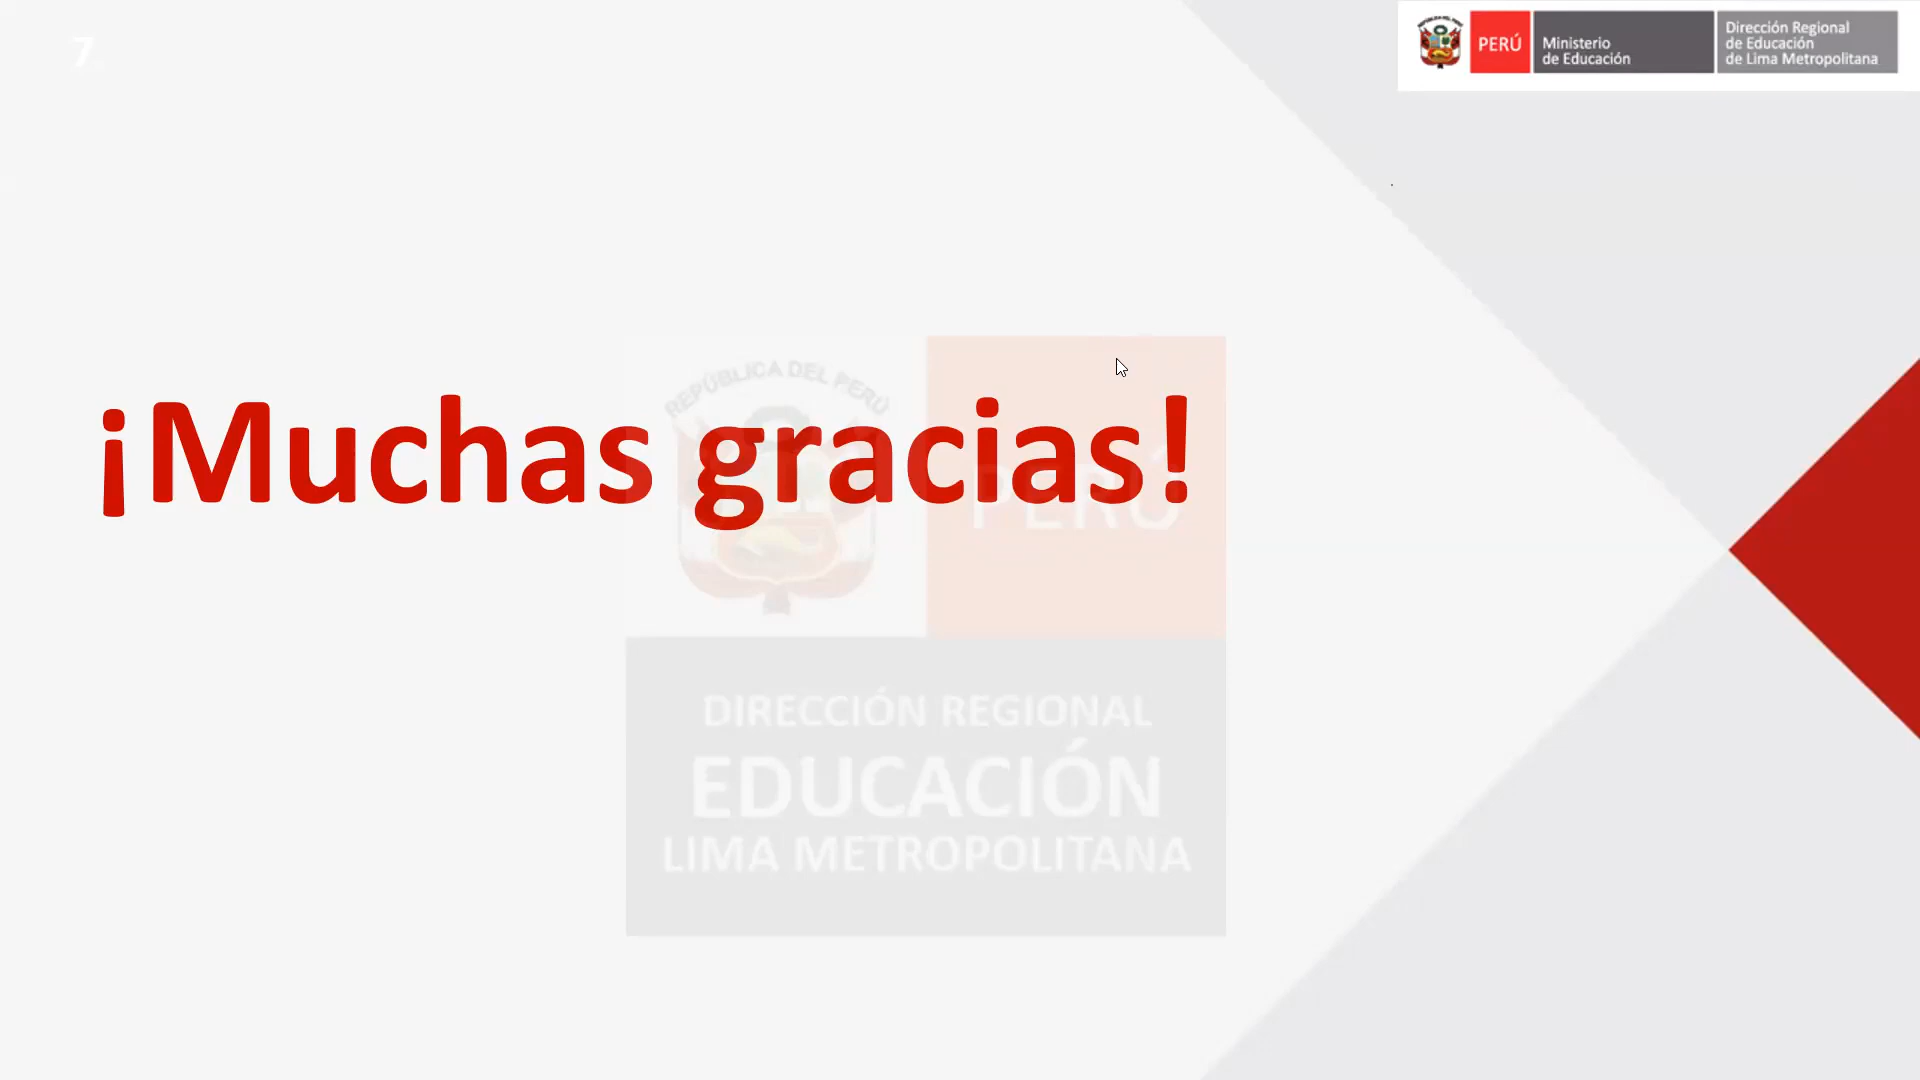 7
PERÚ
Ministerio
de Educación
Dirección Regional
de Educación
de Lima Metropolitana
¡Muchas gracias!
REPÚBLICA DEL PERÚ
PERÚ
DIRECCIÓN REGIONAL
EDUCACIÓN
LIMA METROPOLITANA